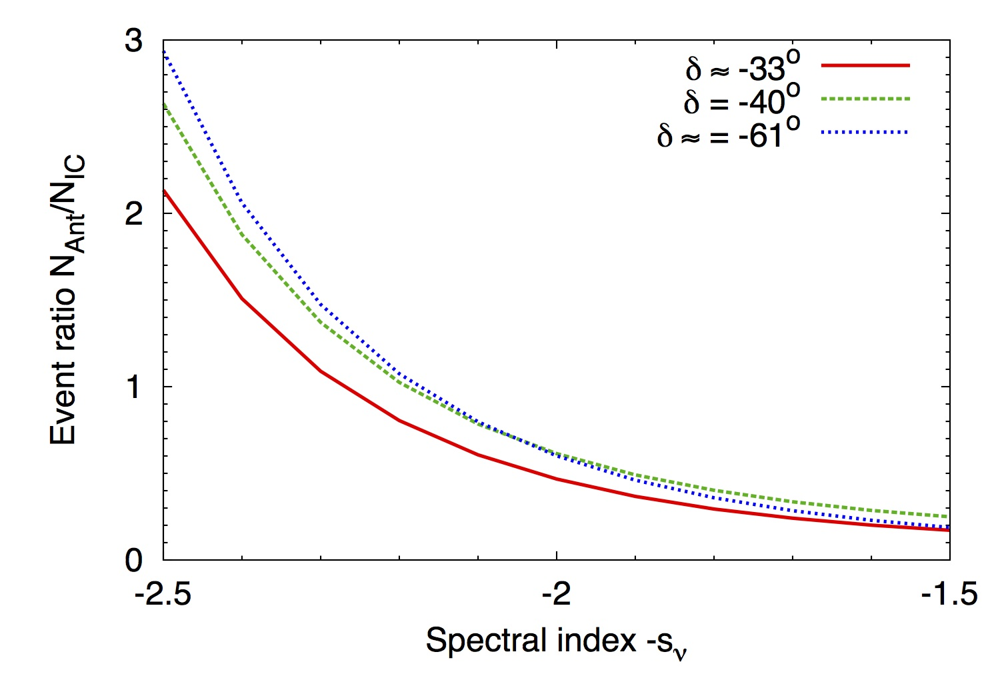 3
2
1
0
-2.5
-2
-1.5
Event ratio N_Ant/N_IC
Spectral index -s_ν
δ ≈ -33°
δ = -40°
δ ≈ = -61°